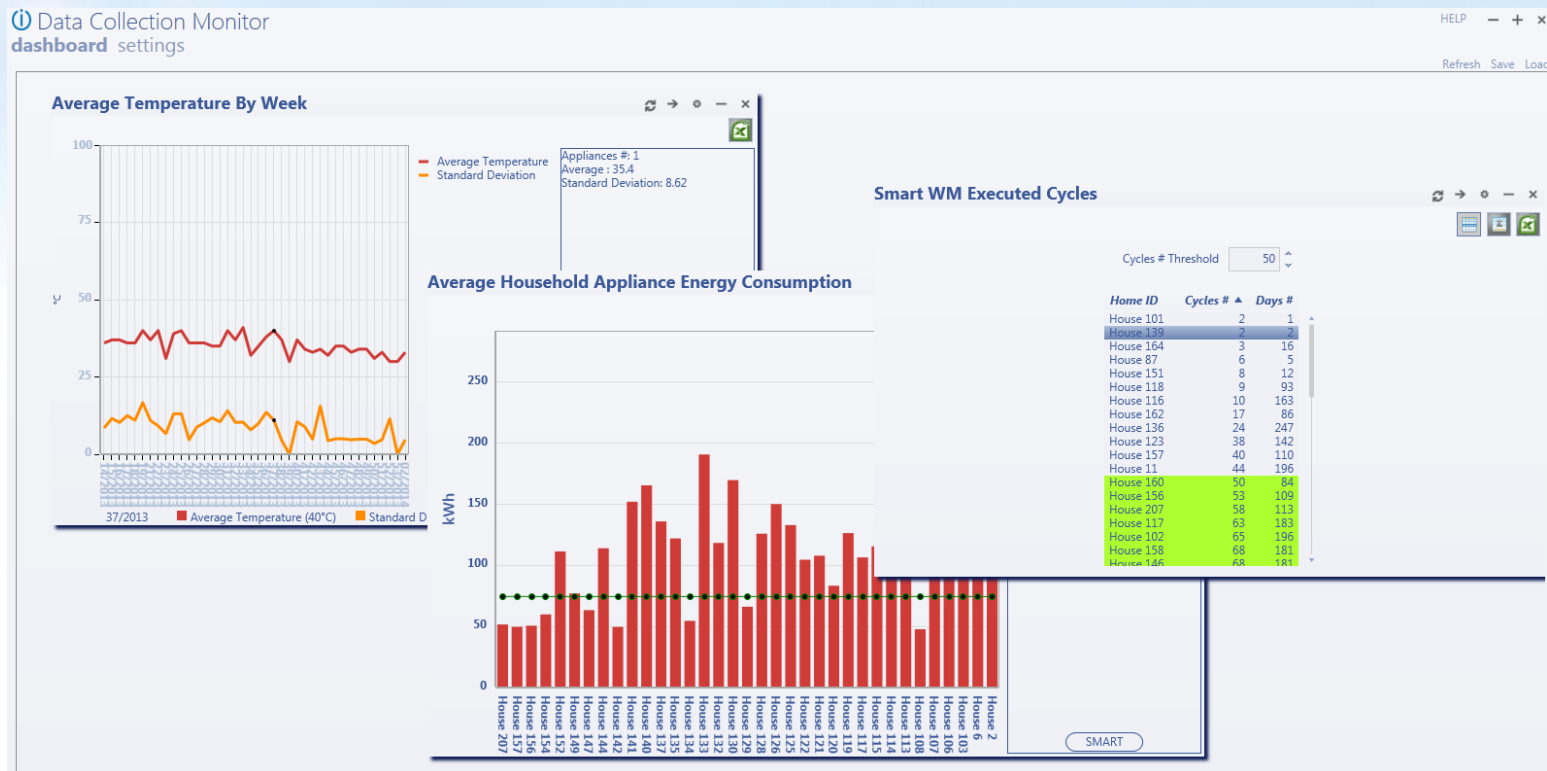 Data Collection Monitor
HELP
dashboard settings
Refresh Save Load
Average Temperature By Week
100
75
50
25
0
°C
Average Temperature
Standard Deviation
Appliances #: 1
Average : 35.4
Standard Deviation: 8.62
37/2013 Average Temperature (40°C) Standard D
Average Household Appliance Energy Consumption
250
200
150
100
50
0
kWh
House 207
House 157
House 156
House 154
House 152
House 149
House 147
House 144
House 142
House 141
House 140
House 137
House 135
House 134
House 133
House 132
House 130
House 129
House 128
House 126
House 125
House 122
House 121
House 120
House 119
House 117
House 115
House 114
House 113
House 108
House 107
House 106
House 103
House 6
House 2
SMART
Smart WM Executed Cycles
Cycles # Threshold 50
Home ID Cycles # Days #
House 101 2 1
House 139 2 2
House 164 3 16
House 87 6 5
House 151 8 12
House 118 9 93
House 116 10 163
House 162 17 86
House 136 24 247
House 123 38 142
House 157 40 110
House 11 44 196
House 160 50 84
House 156 53 109
House 207 58 113
House 117 63 183
House 102 65 196
House 158 68 181
House 146 68 181